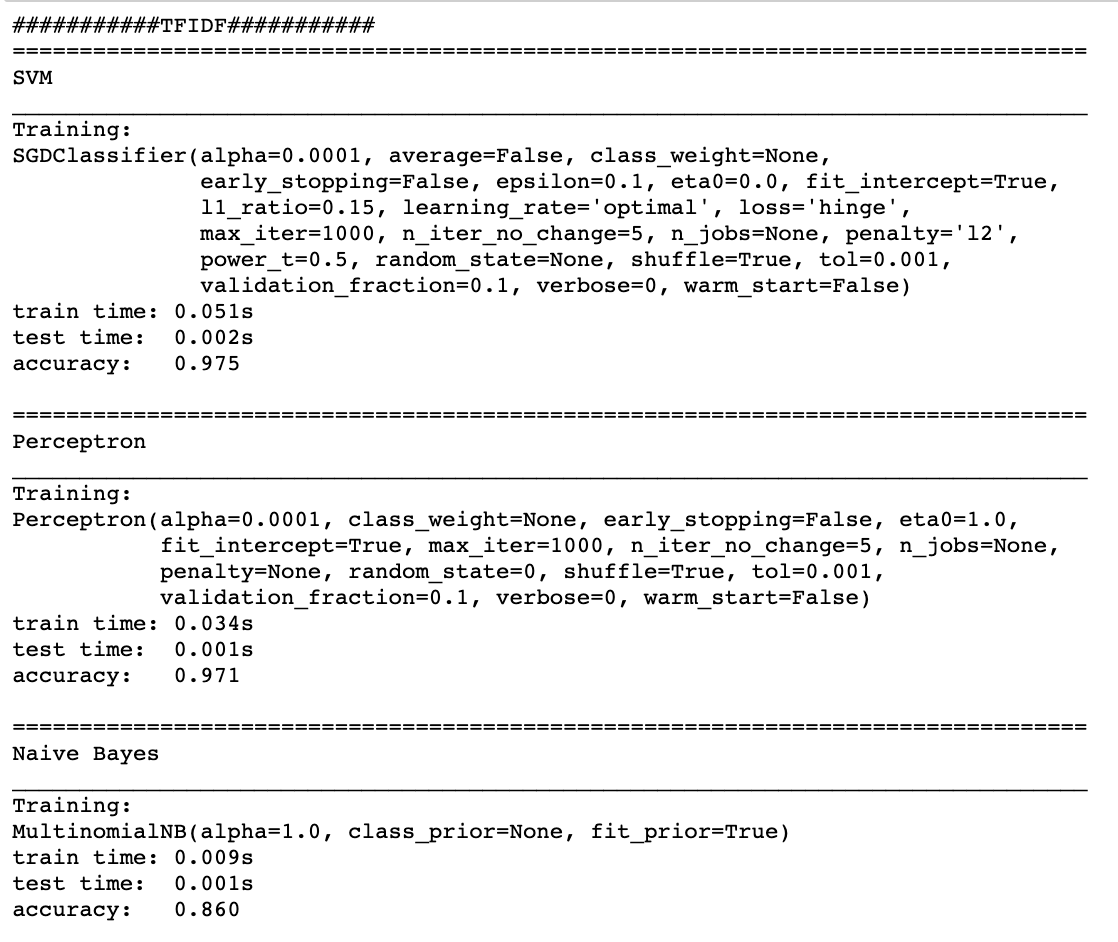 ###########TFIDF###########
================================================================================
SVM
________________________________________________________________________________
Training:
SGDClassifier(alpha=0.0001, average=False, class_weight=None,
              early_stopping=False, epsilon=0.1, eta0=0.0, fit_intercept=True,
              l1_ratio=0.15, learning_rate='optimal', loss='hinge',
              max_iter=1000, n_iter_no_change=5, n_jobs=None, penalty='l2',
              power_t=0.5, random_state=None, shuffle=True, tol=0.001,
              validation_fraction=0.1, verbose=0, warm_start=False)
train time: 0.051s
test time:  0.002s
accuracy:   0.975
================================================================================
Perceptron
________________________________________________________________________________
Training:
Perceptron(alpha=0.0001, class_weight=None, early_stopping=False, eta0=1.0,
           fit_intercept=True, max_iter=1000, n_iter_no_change=5, n_jobs=None,
           penalty=None, random_state=0, shuffle=True, tol=0.001,
           validation_fraction=0.1, verbose=0, warm_start=False)
train time: 0.034s
test time:  0.001s
accuracy:   0.971
================================================================================
Naive Bayes
________________________________________________________________________________
Training:
MultinomialNB(alpha=1.0, class_prior=None, fit_prior=True)
train time: 0.009s
test time:  0.001s
accuracy:   0.860